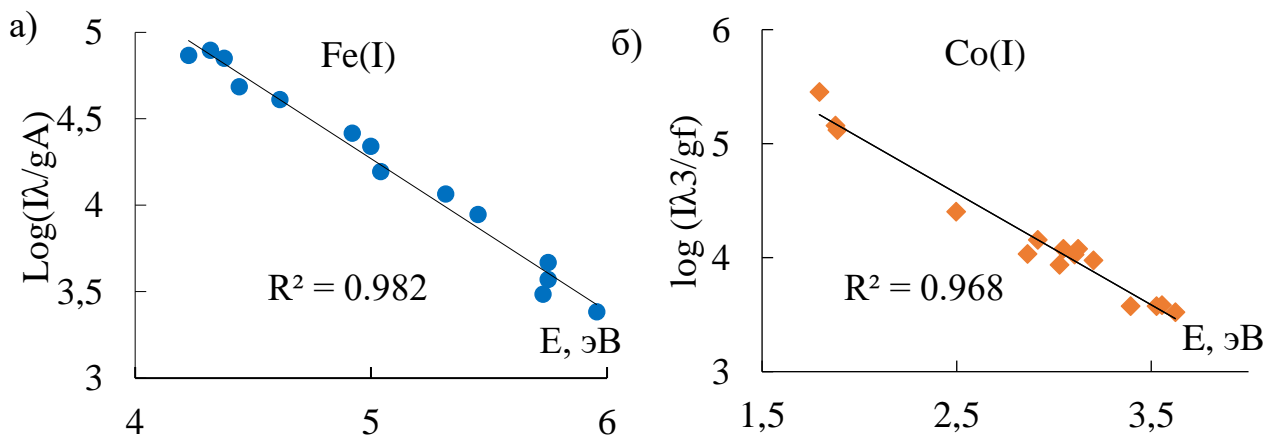 а)
Fe(I)
Log(Iλ/gA)
5
4,5
4
3,5
3
R² = 0.982
E, эВ
4
5
6
б)
Co(I)
log (Iλ3/gf)
6
5
4
3
R² = 0.968
E, эВ
1,5
2,5
3,5